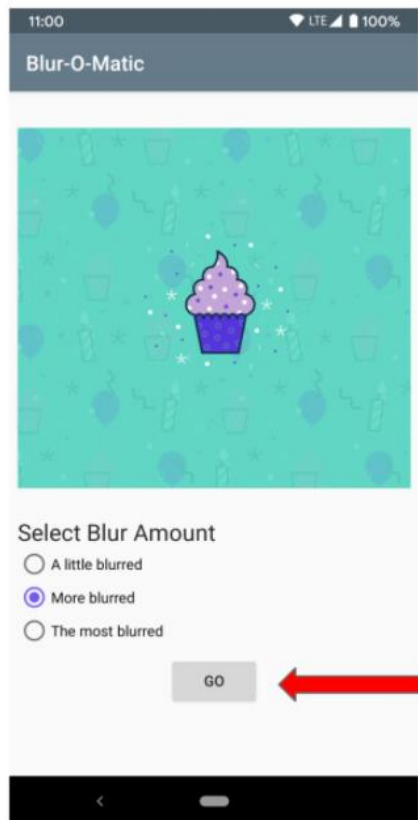 11:00 LTE 100%
Blur-O-Matic
Select Blur Amount
A little blurred
More blurred
The most blurred
GO